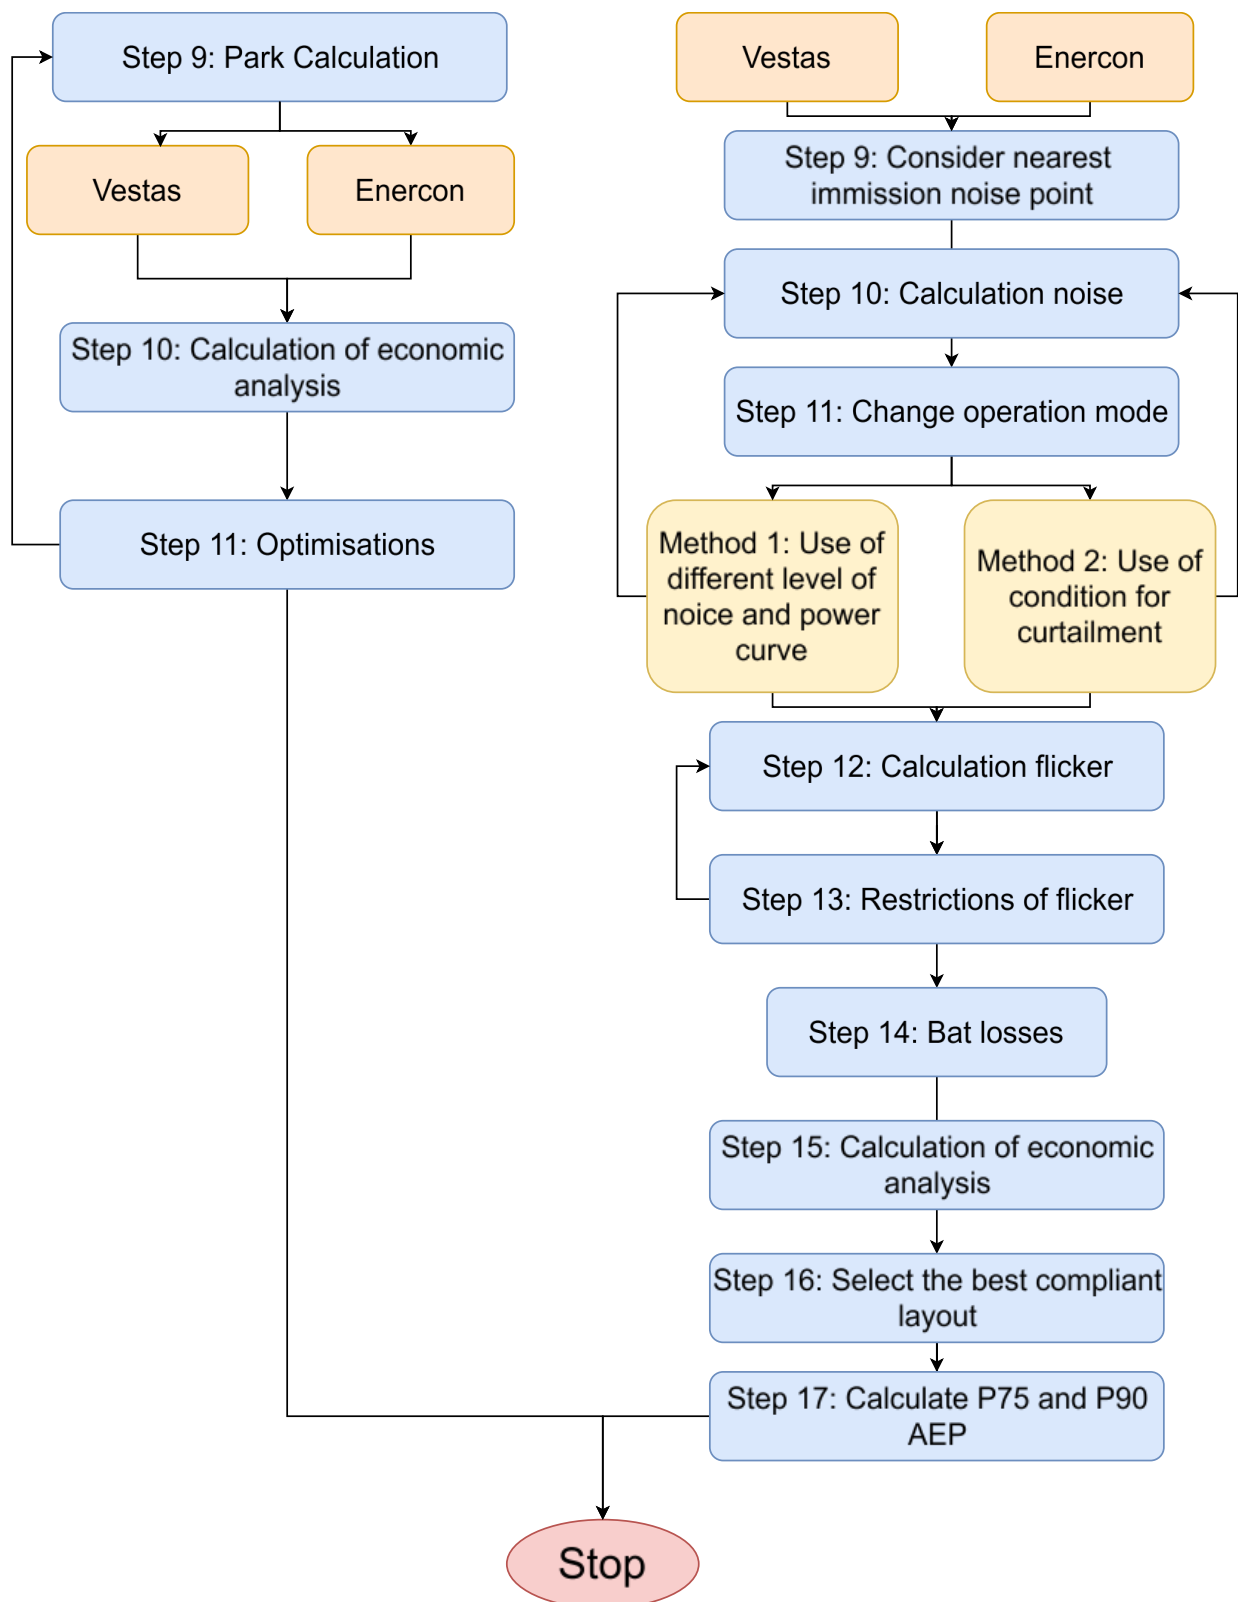 Step 9: Park Calculation
Vestas
Enercon
Step 10: Calculation of economic
analysis
Step 11: Optimisations
Vestas
Enercon
Step 9: Consider nearest
immission noise point
Step 10: Calculation noise
Step 11: Change operation mode
Method 1: Use of
different level of
noice and power
curve
Method 2: Use of
condition for
curtailment
Step 12: Calculation flicker
Step 13: Restrictions of flicker
Step 14: Bat losses
Step 15: Calculation of economic
analysis
Step 16: Select the best compliant
layout
Step 17: Calculate P75 and P90
AEP
Stop